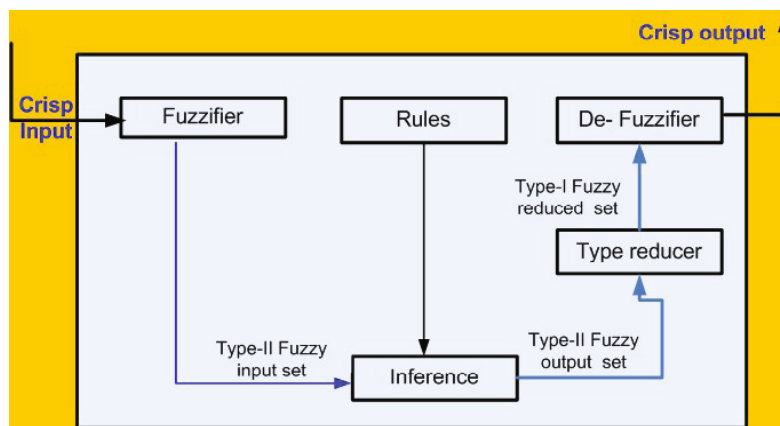 Crisp output
Crisp
Input
Fuzzifier
Rules
De- Fuzzifier
Type-I Fuzzy
reduced set
Type reducer
Type-II Fuzzy
input set
Type-II Fuzzy
output set
Inference